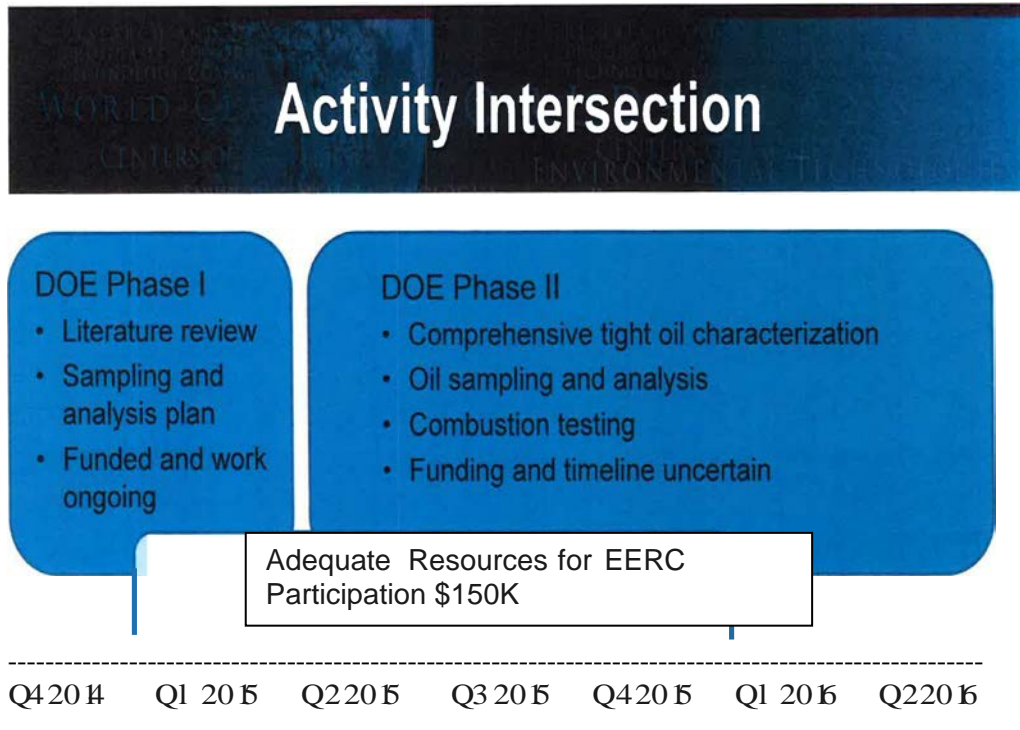 Activity Intersection
DOE Phase I
• Literature review
• Sampling and
analysis plan
• Funded and work
ongoing
DOE Phase II
• Comprehensive tight oil characterization
• Oil sampling and analysis
• Combustion testing
• Funding and timeline uncertain
Adequate Resources for EERC
Participation $150K
Q4 2014 Q1 2015 Q2 2015 Q3 2015 Q4 2015 Q1 2016 Q2 2016